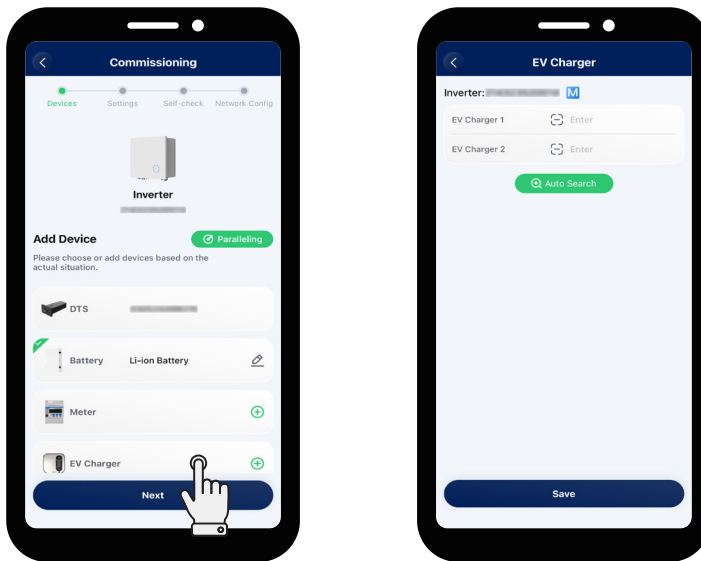 Commissioning
Devices Settings Self-check Network Config
Inverter
Add Device
Paralleling
Please choose or add devices based on the
actual situation.
DTS
Battery Li-ion Battery
Meter
EV Charger
Next
EV Charger
Inverter: M
EV Charger 1 Enter
EV Charger 2 Enter
Auto Search
Save